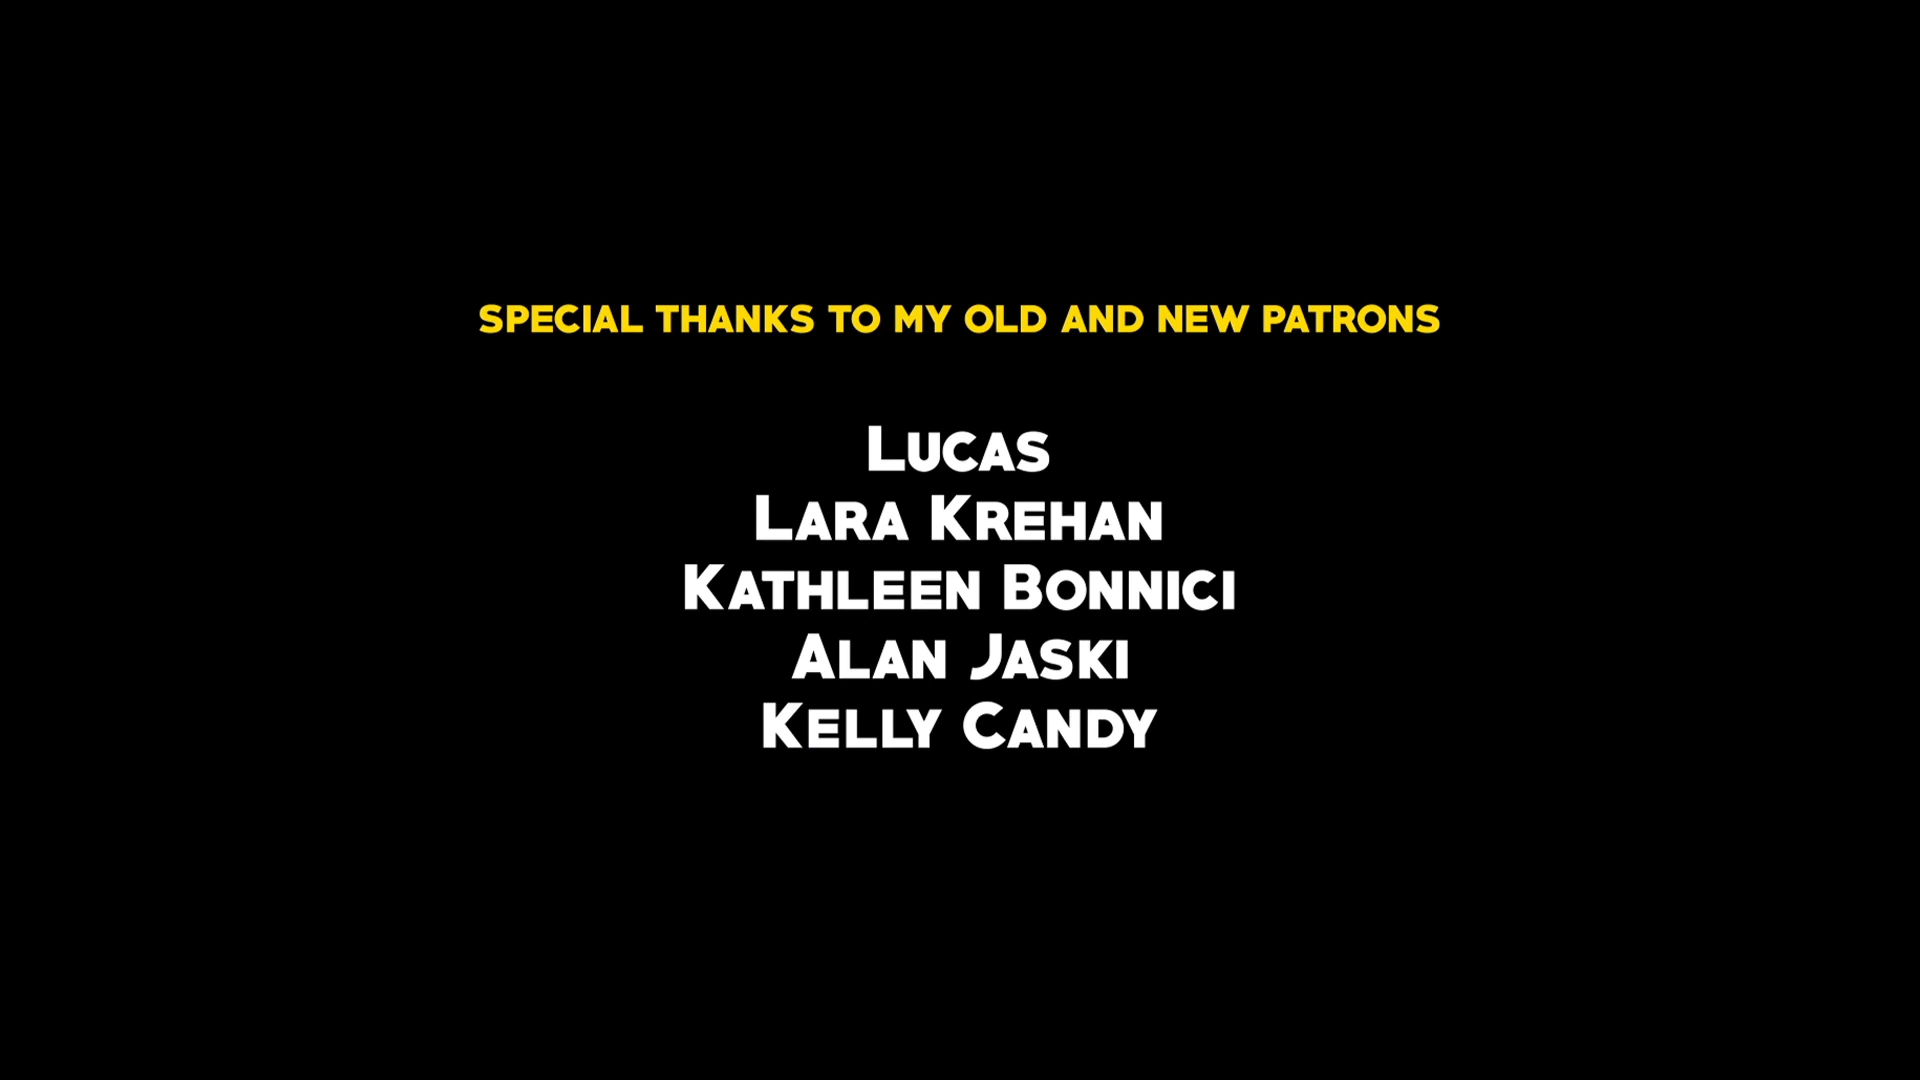 SPECIAL THANKS TO MY OLD AND NEW PATRONS
LUCAS
LARA KREHAN
KATHLEEN BONNICI
ALAN JASKI
KELLY CANDY